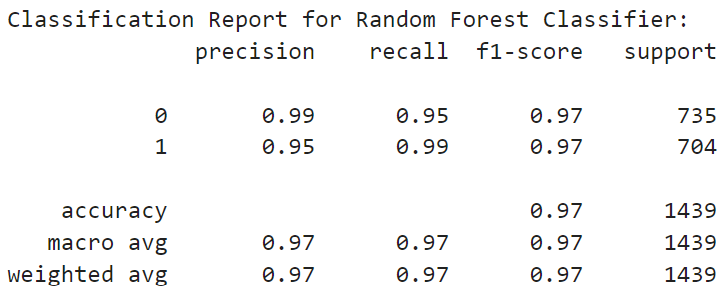 Classification Report for Random Forest Classifier:
precision recall f1-score support
0 0.99 0.95 0.97 735
1 0.95 0.99 0.97 704
accuracy 0.97 1439
macro avg 0.97 0.97 0.97 1439
weighted avg 0.97 0.97 0.97 1439